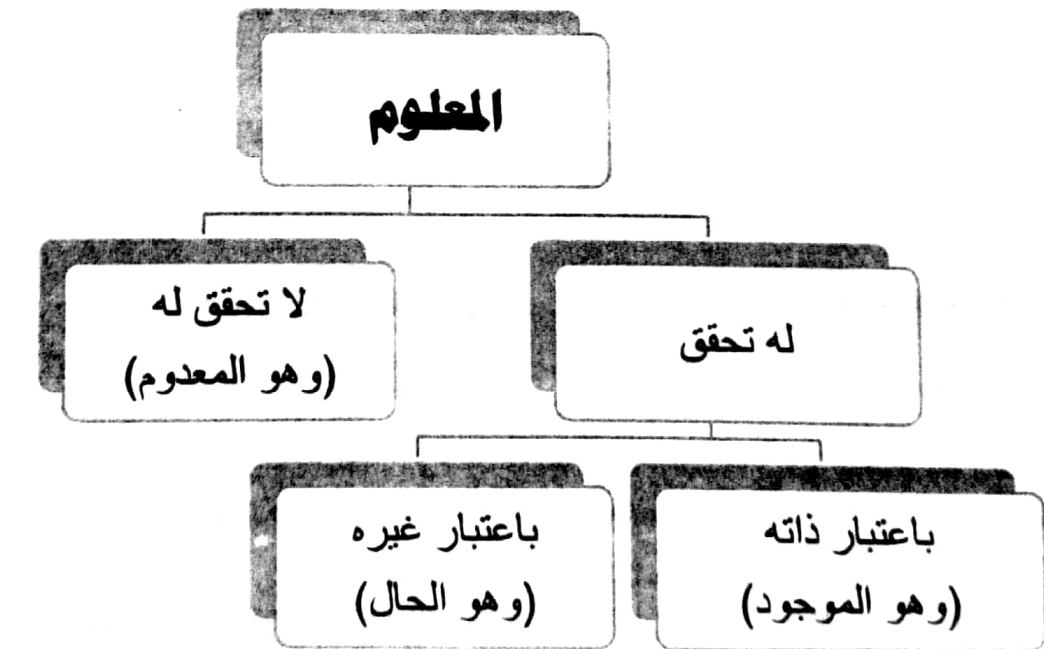 المعلوم
له تحقق
لا تحقق له
(وهو المعدوم)
باعتبار ذاته
(وهو الموجود)
باعتبار غيره
(وهو الحال)